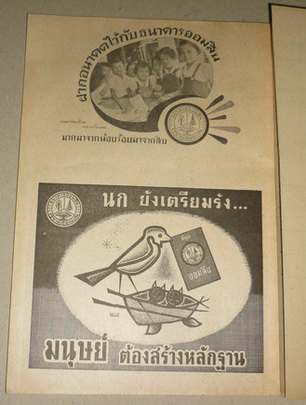 ฝากอนาคตไว้กับธนาคารออมสิน
มากมาจากน้อยร้อยมาจากสิบ
นก ยังเตรียมรัง...
ออมสิน
มนุษย์ ต้องสร้างหลักฐาน